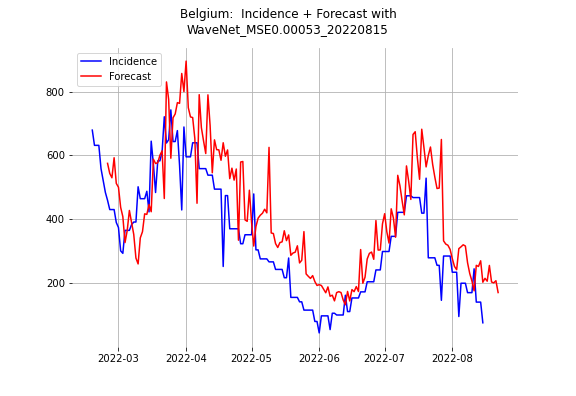 Belgium:  Incidence + Forecast with
WaveNet_MSE0.00053_20220815
Incidence
Forecast
800
600
400
200
2022-03 2022-04 2022-05 2022-06 2022-07 2022-08